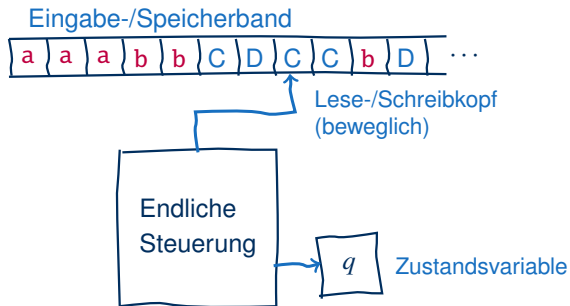 Eingabe-/Speicherband
a a a b b C D C C b D ...
Lese-/Schreibkopf
(beweglich)
Endliche
Steuerung
q
Zustandsvariable